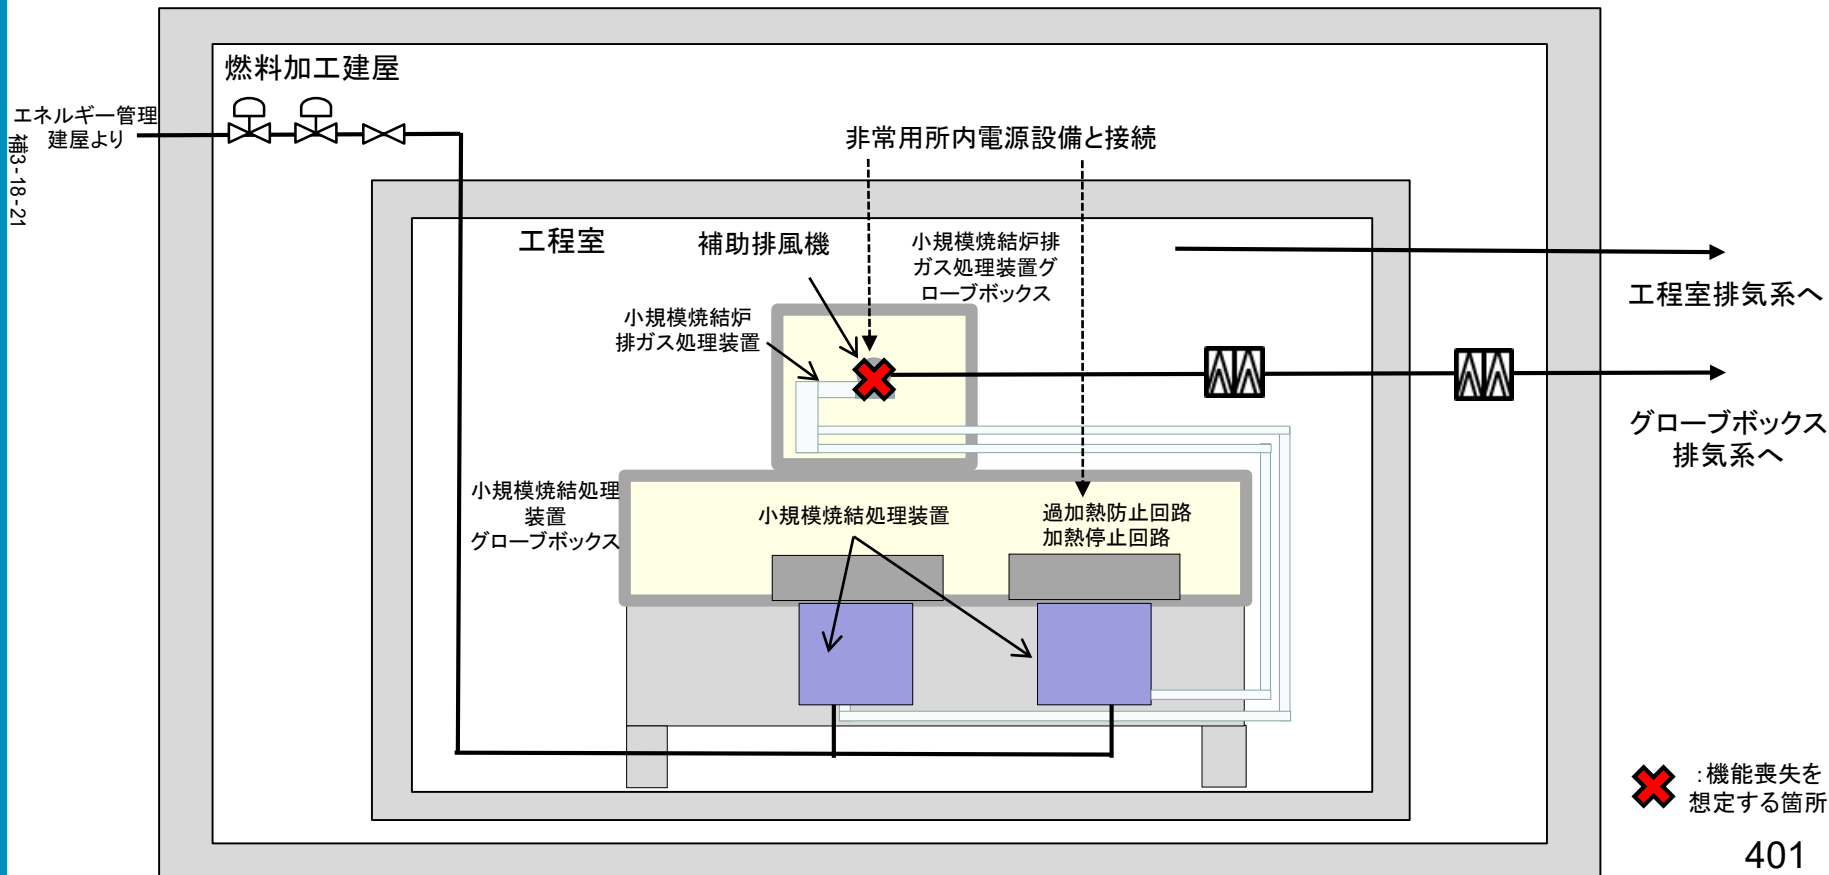 燃料加工建屋
エネルギー管理
建屋より
補3-18-21
非常用所内電源設備と接続
工程室
補助排風機
小規模焼結炉排
ガス処理装置グ
ローブボックス
工程室排気系へ
小規模焼結炉
排ガス処理装置
グローブボックス
排気系へ
小規模焼結処理
装置
グローブボックス
小規模焼結処理装置
過加熱防止回路
加熱停止回路
:機能喪失を
想定する箇所
401